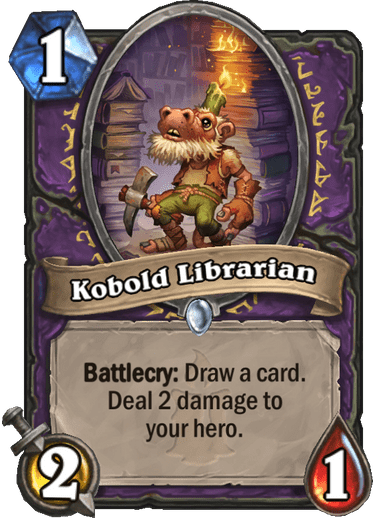 1
Kobold Librarian
Battlecry: Draw a card.
Deal 2 damage to
your hero.
2
1